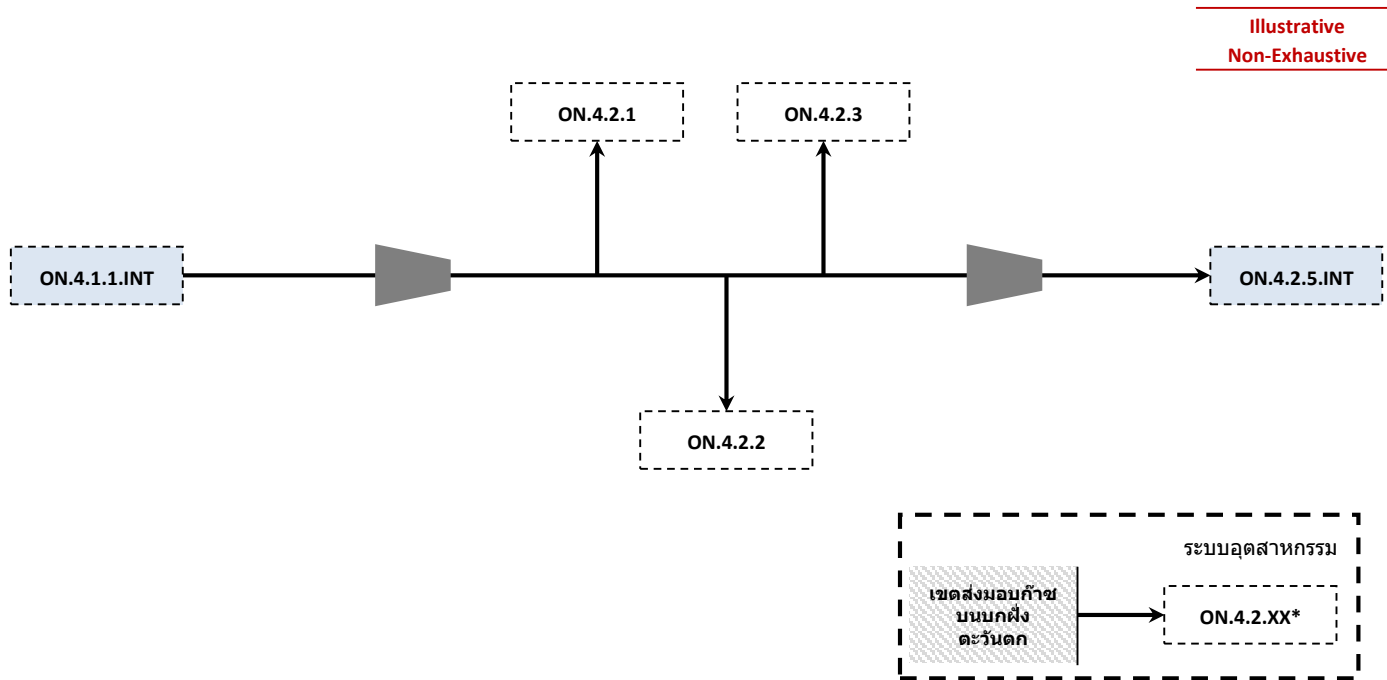 Illustrative
Non-Exhaustive
ON.4.2.1
ON.4.2.3
ON.4.1.1.INT
ON.4.2.5.INT
ON.4.2.2
ระบบอุตสาหกรรม
เขตส่งมอบก๊าซ
บนบกฝั่ง
ตะวันตก
ON.4.2.XX*